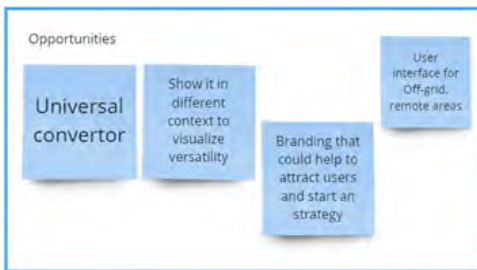 Opportunities
Universal
convertor
Show it in
different
context to
visualize
versatility
Branding that
could help to
attract users
and start an
strategy
User
interface for
Off-grid,
remote areas